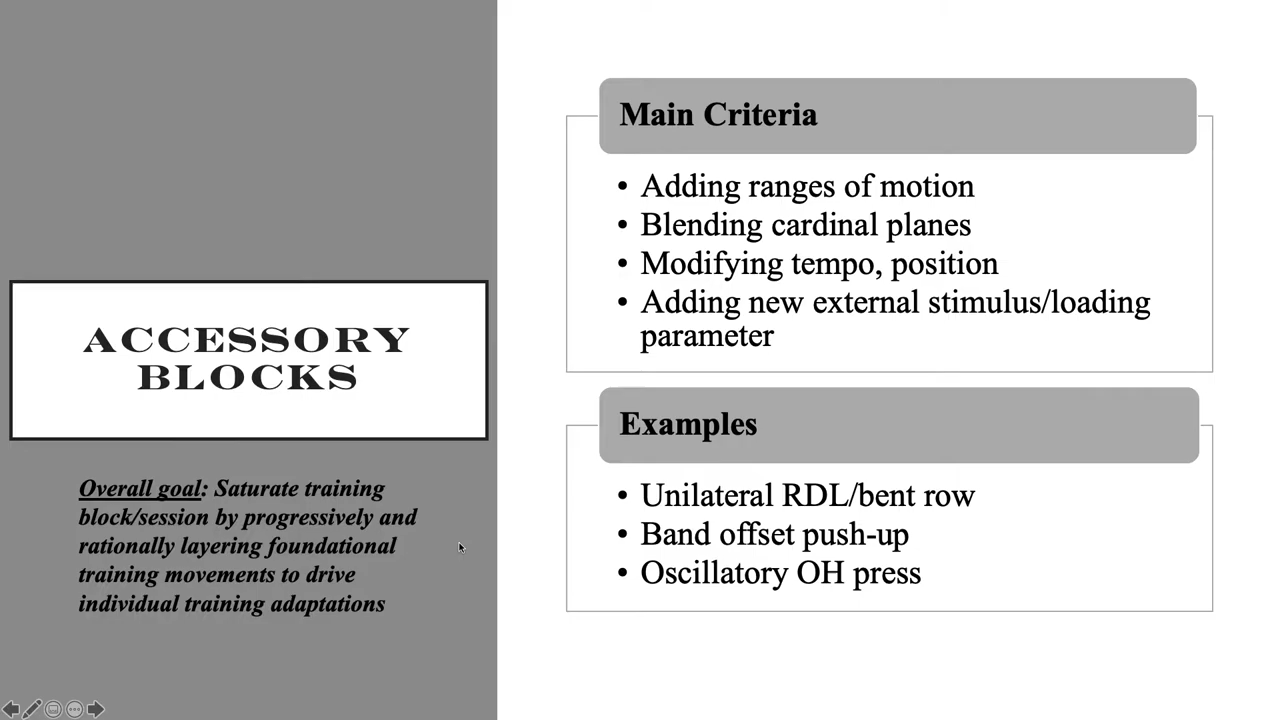 ACCESSORY
BLOCKS
Overall goal: Saturate training
block/session by progressively and
rationally layering foundational
training movements to drive
individual training adaptations
Main Criteria
• Adding ranges of motion
• Blending cardinal planes
• Modifying tempo, position
• Adding new external stimulus/loading
parameter
Examples
• Unilateral RDL/bent row
• Band offset push-up
• Oscillatory OH press